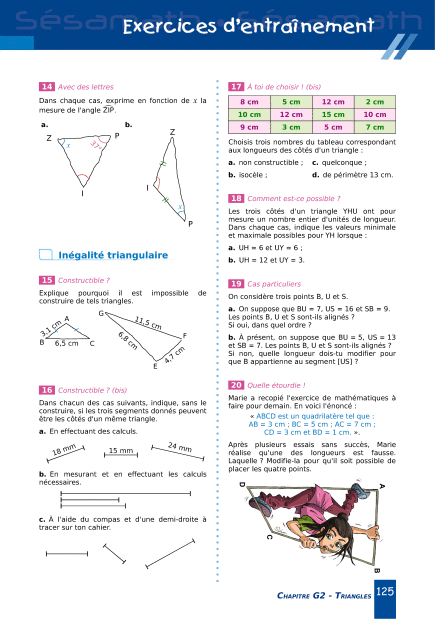 Sésamath
Sésamath
Exercices d'entraînement
14 Avec des lettres
Dans chaque cas, exprime en fonction de x la
mesure de l'angle ZIP.
a.
b.
Z
P
x
37°
I
Z
I
x
P
Inégalité triangulaire
15 Constructible ?
Explique pourquoi il est impossible de
construire de tels triangles.
A
3,1 cm
B
6,5 cm
C
G
11,5 cm
6,8 cm
F
4,7 cm
E
16 Constructible ? (bis)
Dans chacun des cas suivants, indique, sans le
construire, si les trois segments donnés peuvent
être les côtés d'un même triangle.
a. En effectuant des calculs.
18 mm
15 mm
24 mm
b. En mesurant et en effectuant les calculs
nécessaires.
c. À l'aide du compas et d'une demi-droite à
tracer sur ton cahier.
17 À toi de choisir ! (bis)
8 cm 5 cm 12 cm 2 cm
10 cm 12 cm 15 cm 10 cm
9 cm 3 cm 5 cm 7 cm
Choisis trois nombres du tableau correspondant
aux longueurs des côtés d'un triangle :
a. non constructible ; c. quelconque ;
b. isocèle ; d. de périmètre 13 cm.
18 Comment est-ce possible ?
Les trois côtés d'un triangle YHU ont pour
mesure un nombre entier d'unités de longueur.
Dans chaque cas, indique les valeurs minimale
et maximale possibles pour YH lorsque :
a. UH = 6 et UY = 6 ;
b. UH = 12 et UY = 3.
19 Cas particuliers
On considère trois points B, U et S.
a. On suppose que BU = 7, US = 16 et SB = 9.
Les points B, U et S sont-ils alignés ?
Si oui, dans quel ordre ?
b. À présent, on suppose que BU = 5, US = 13
et SB = 7. Les points B, U et S sont-ils alignés ?
Si non, quelle longueur dois-tu modifier pour
que B appartienne au segment [US] ?
20 Quelle étourdie !
Marie a recopié l'exercice de mathématiques à
faire pour demain. En voici l'énoncé :
« ABCD est un quadrilatère tel que :
AB = 3 cm ; BC = 5 cm ; AC = 7 cm ;
CD = 3 cm et BD = 1 cm. ».
Après plusieurs essais sans succès, Marie
réalise qu'une des longueurs est fausse.
Laquelle ? Modifie-la pour qu'il soit possible de
placer les quatre points.
D
A
C
B
CHAPITRE G2 - TRIANGLES 125